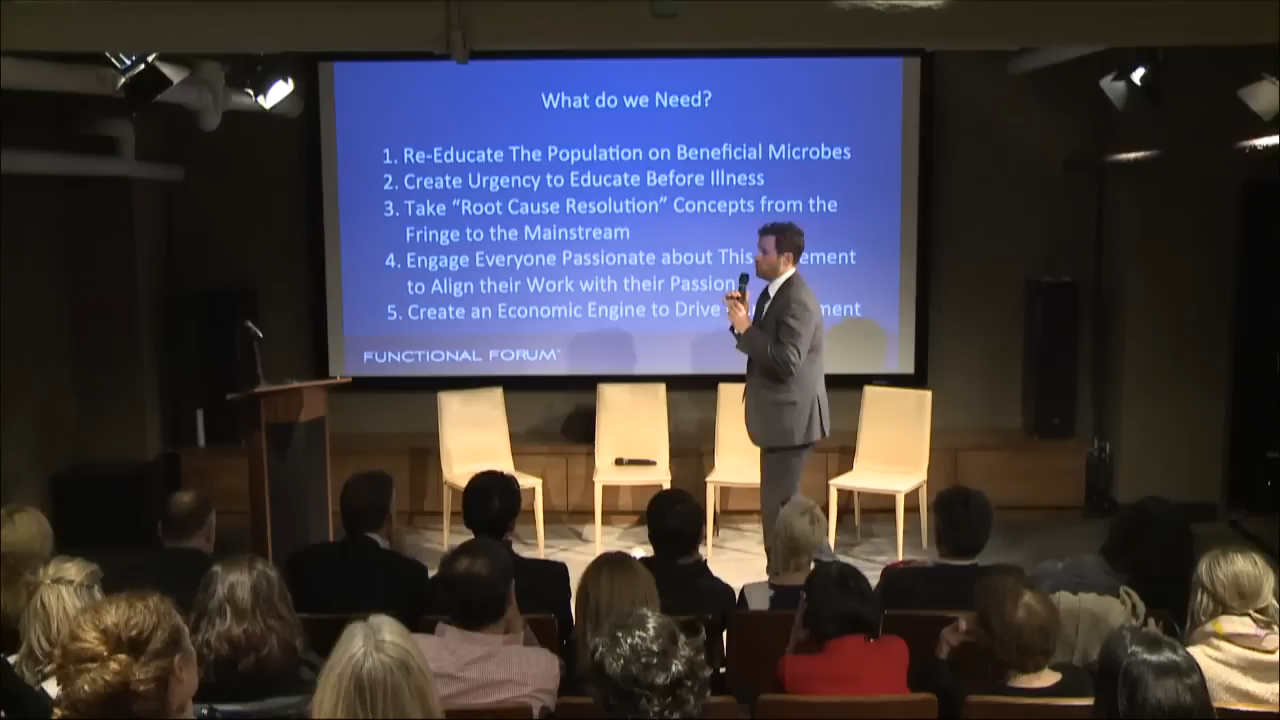 What do we Need?
1. Re-Educate The Population on Beneficial Microbes
2. Create Urgency to Educate Before Illness
3. Take “Root Cause Resolution” Concepts from the
Fringe to the Mainstream
4. Engage Everyone Passionate about This
to Align their Work with their Passion
5. Create an Economic Engine to Drive
FUNCTIONAL FORUM